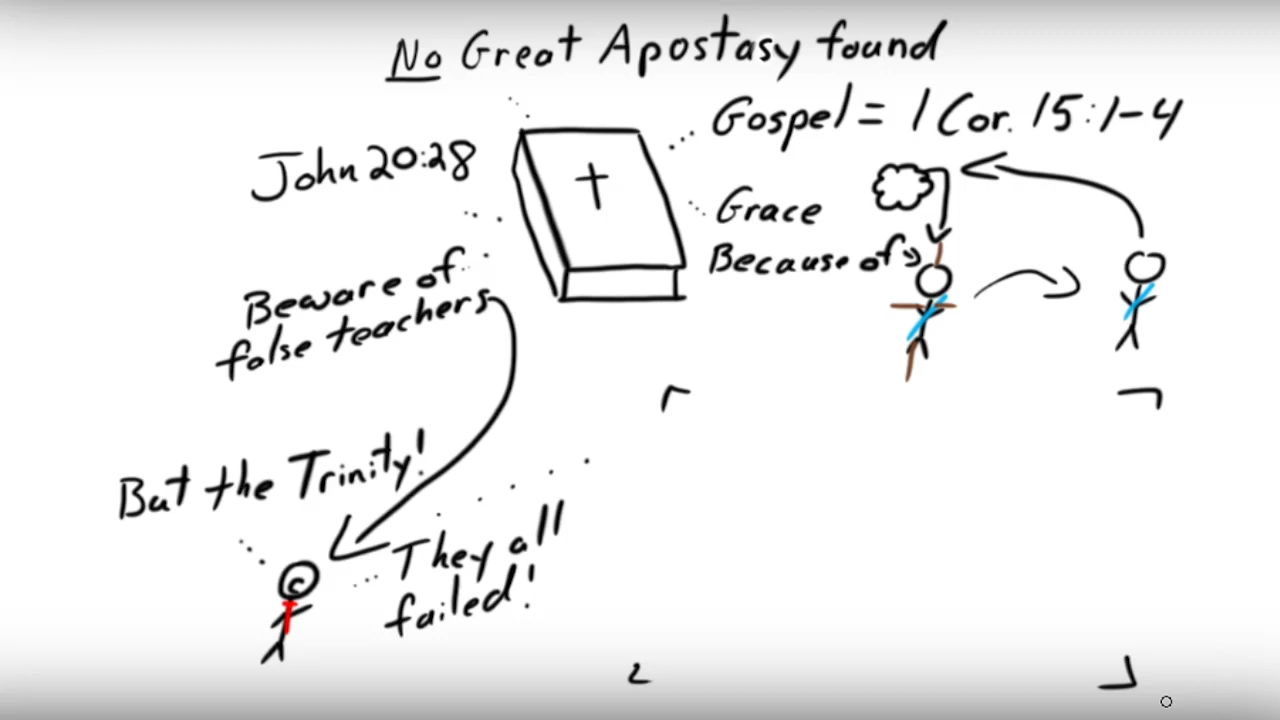 No Great Apostasy found
Gospel = 1 Cor. 15:1-4
John 20:28
Grace
Because of
Beware of
false teachers
But the Trinity!
They all
failed!
c